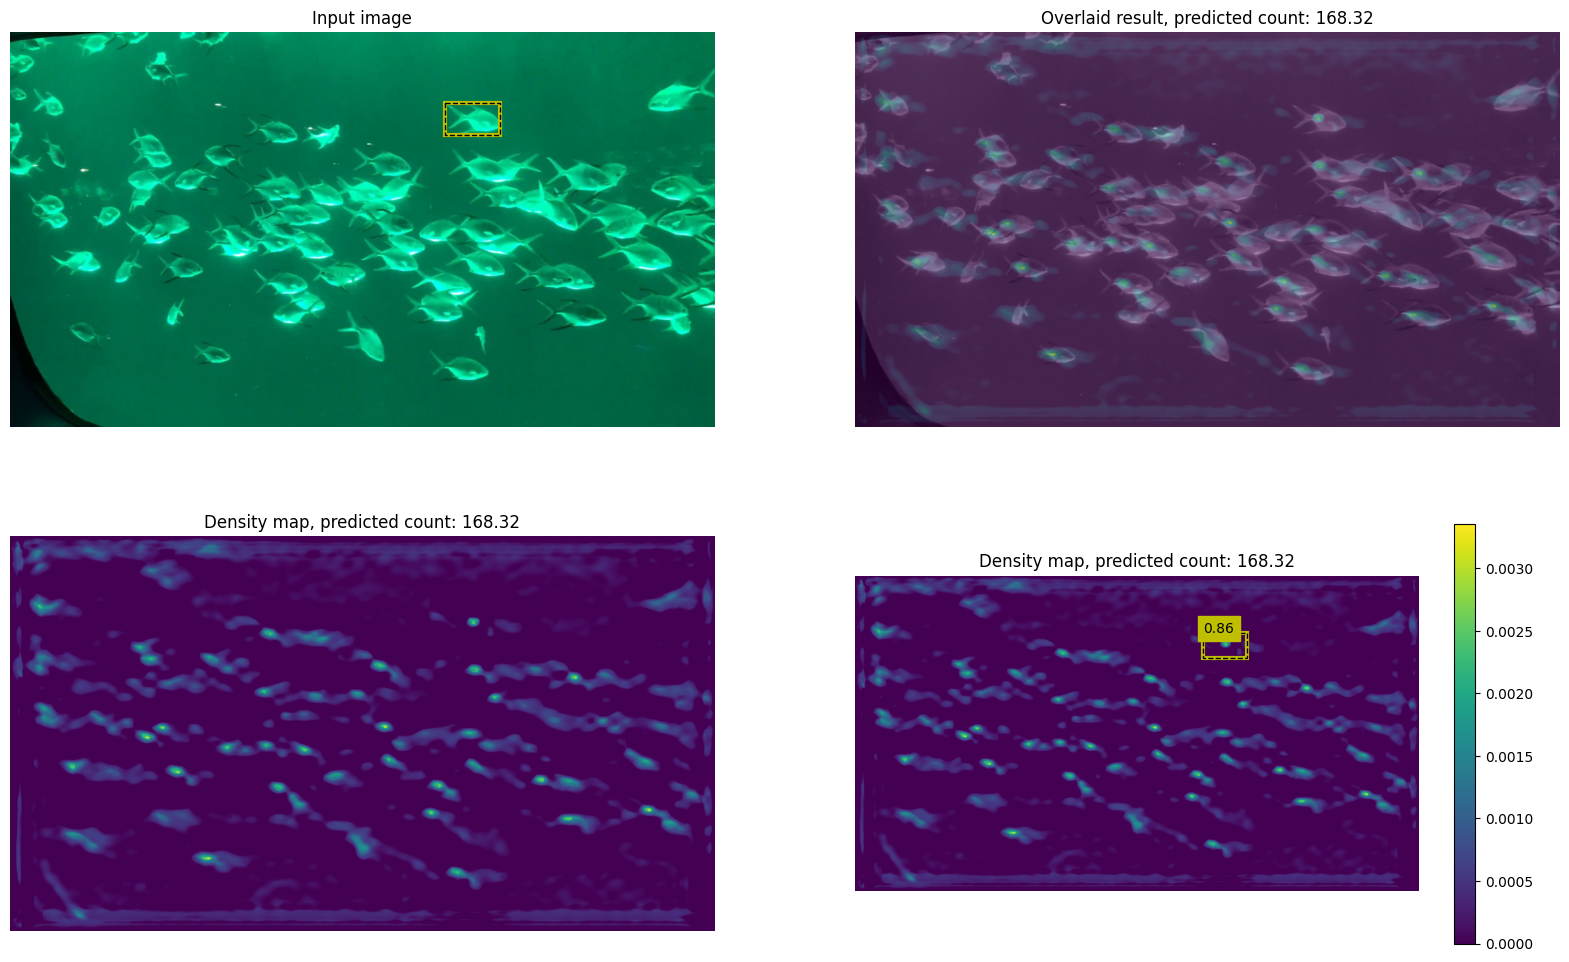 Input image
Overlaid result, predicted count: 168.32
Density map, predicted count: 168.32
Density map, predicted count: 168.32
0.86
0.0030
0.0025
0.0020
0.0015
0.0010
0.0005
0.0000